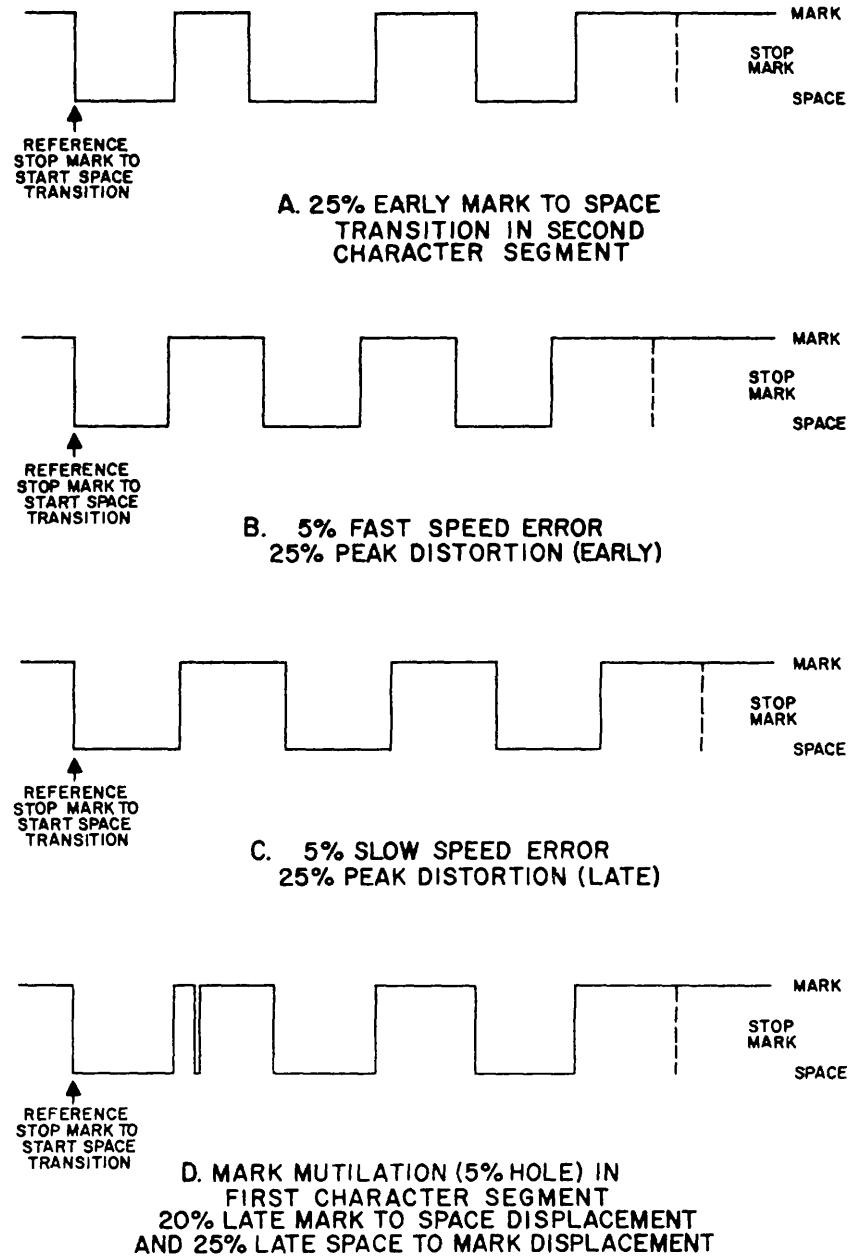 MARK
STOP
MARK
SPACE
REFERENCE
STOP MARK TO
START SPACE
TRANSITION
A. 25% EARLY MARK TO SPACE
TRANSITION IN SECOND
CHARACTER SEGMENT
MARK
STOP
MARK
SPACE
REFERENCE
STOP MARK TO
START SPACE
TRANSITION
B. 5% FAST SPEED ERROR
25% PEAK DISTORTION (EARLY)
MARK
STOP
MARK
SPACE
REFERENCE
STOP MARK TO
START SPACE
TRANSITION
C. 5% SLOW SPEED ERROR
25% PEAK DISTORTION (LATE)
MARK
STOP
MARK
SPACE
REFERENCE
STOP MARK TO
START SPACE
TRANSITION
D. MARK MUTILATION (5% HOLE) IN
FIRST CHARACTER SEGMENT
20% LATE MARK TO SPACE DISPLACEMENT
AND 25% LATE SPACE TO MARK DISPLACEMENT